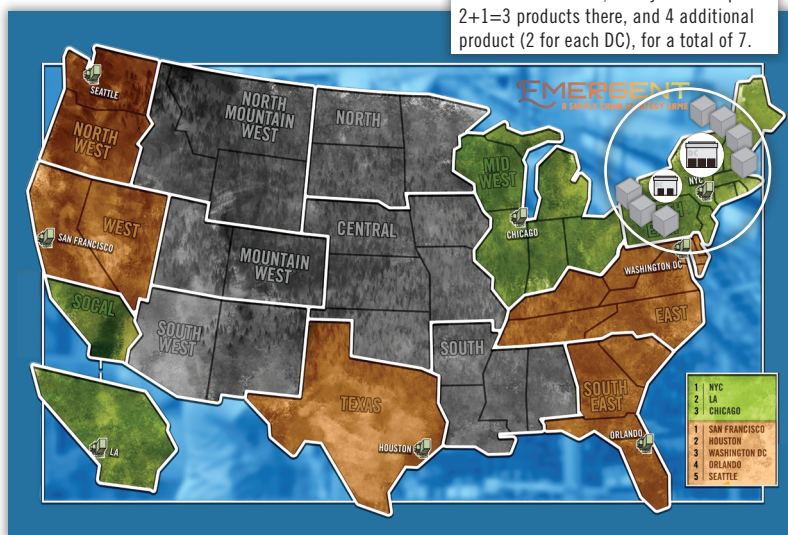 2+1=3 products there, and 4 additional
product (2 for each DC), for a total of 7.
EMERGENT
A SUPPLY CHAIN STRATEGY GAME
SEATTLE
NORTH
WEST
NORTH
MOUNTAIN
WEST
NORTH
MID
WEST
NYC
WEST
SAN FRANCISCO
CENTRAL
CHICAGO
MOUNTAIN
WEST
WASHINGTON DC
EAST
SOCAL
SOUTH
WEST
SOUTH
TEXAS
SOUTH
EAST
LA
HOUSTON
ORLANDO
1 NYC
2 LA
3 CHICAGO
1 SAN FRANCISCO
2 HOUSTON
3 WASHINGTON DC
4 ORLANDO
5 SEATTLE